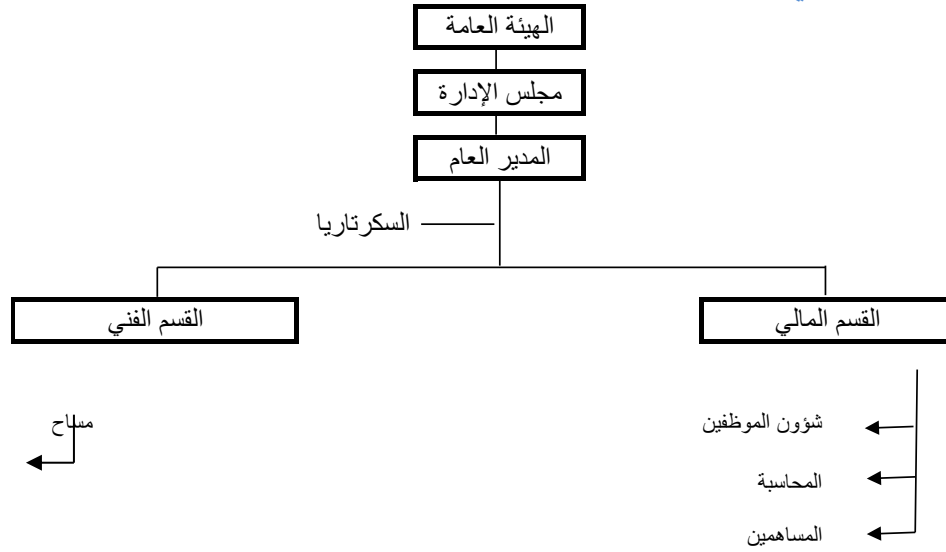 الهيئة العامة
مجلس الإدارة
المدير العام
السكرتاريا
القسم المالي
القسم الفني
شؤون الموظفين
المحاسبة
المساهمين
مساح